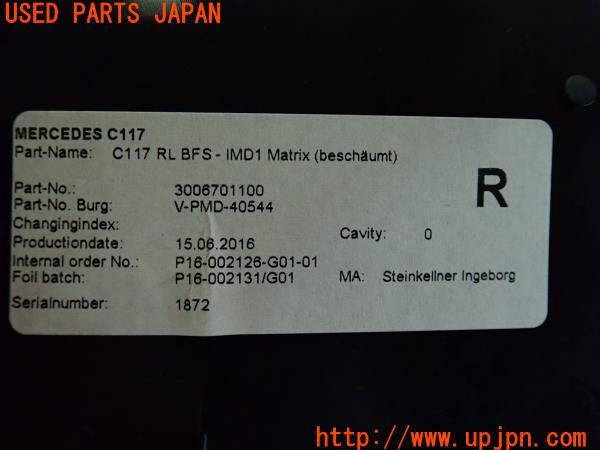 USED PARTS JAPAN
MERCEDES C117
Part-Name: C117 RL BFS - IMD1 Matrix (beschäumt)
Part-No.: 3006701100
Part-No. Burg: V-PMD-40544
Changingindex:
Productiondate: 15.06.2016
Cavity: 0
Internal order No.: P16-002126-G01-01
Foil batch: P16-002131/G01
MA: Steinkellner Ingeborg
Serialnumber: 1872
R
http://www.upjpn.com/